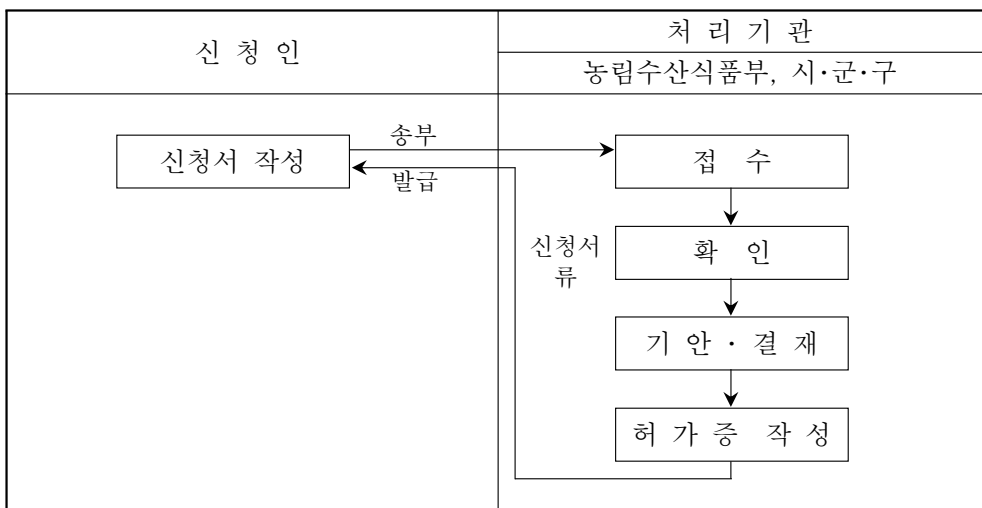 신 청 인
처 리 기 관
농림수산식품부, 시·군·구
신청서 작성
송부
발급
접 수
신청서
류
확 인
기 안 · 결 재
허 가 증 작 성